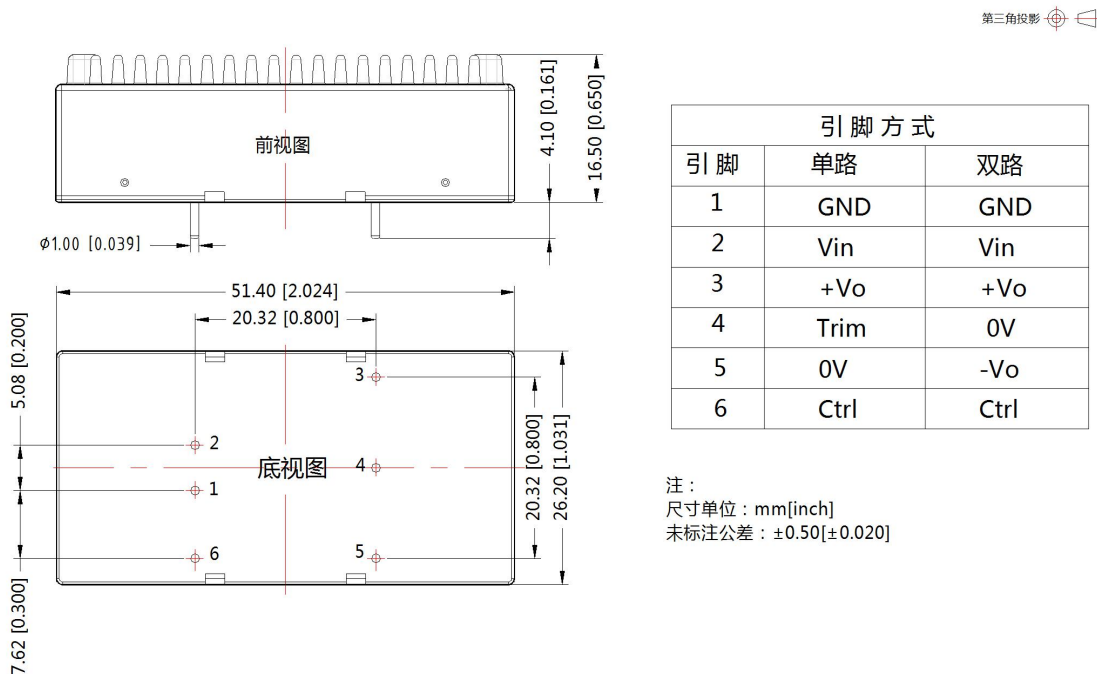 第三角投影
4.10 [0.161]
16.50 [0.650]
前视图
Ø1.00 [0.039]
51.40 [2.024]
20.32 [0.800]
5.08 [0.200]
3
2
底视图
4
1
20.32 [0.800]
26.20 [1.031]
6
5
7.62 [0.300]
引脚方式
引脚 单路 双路
1 GND GND
2 Vin Vin
3 +Vo +Vo
4 Trim 0V
5 0V -Vo
6 Ctrl Ctrl
注：
尺寸单位：mm[inch]
未标注公差：±0.50[±0.020]